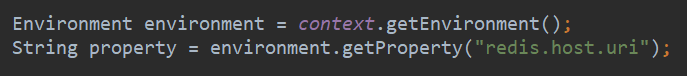 Environment environment = context.getEnvironment();
String property = environment.getProperty("redis.host.uri");